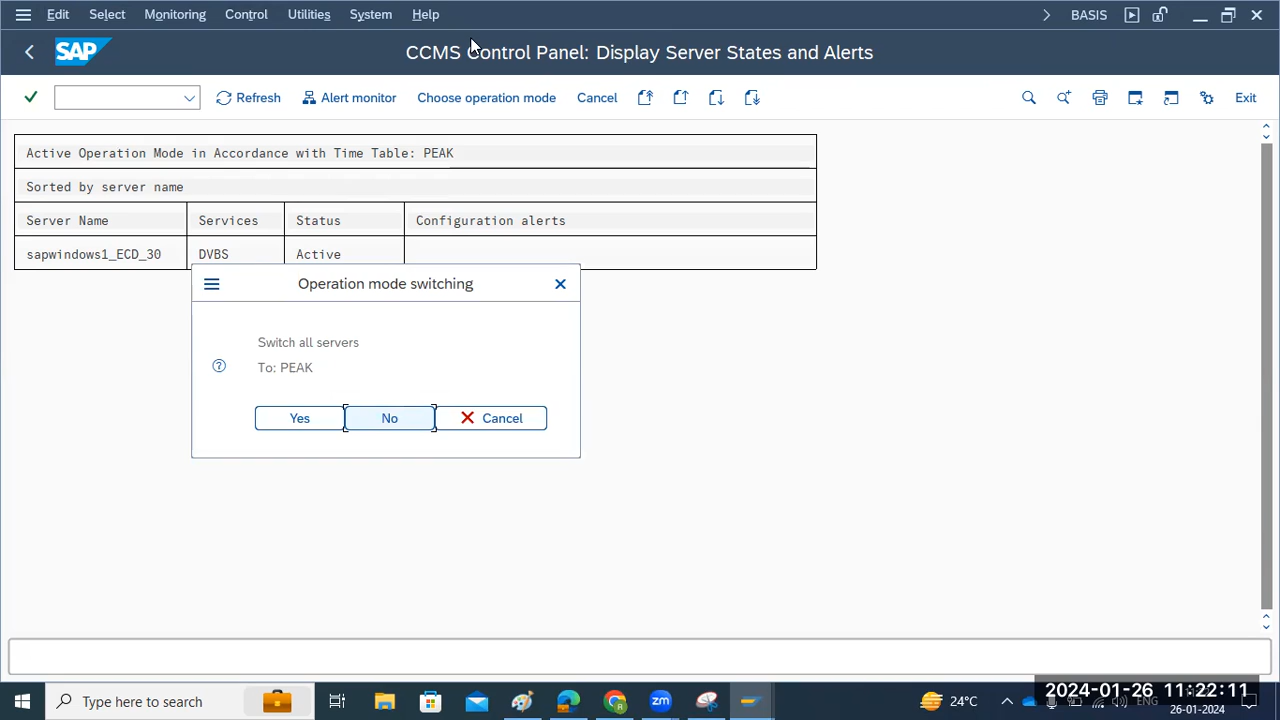 Edit Select Monitoring Control Utilities System Help BASIS
SAP CCMS Control Panel: Display Server States and Alerts
Refresh Alert monitor Choose operation mode Cancel Exit
Active Operation Mode in Accordance with Time Table: PEAK
Sorted by server name
Server Name Services Status Configuration alerts
sapwindows1_ECD_30 DVBS Active
Operation mode switching
Switch all servers
To: PEAK
Yes No Cancel
Type here to search zm 24°C ENG
2024-01-26 11:22:11
26-01-2024